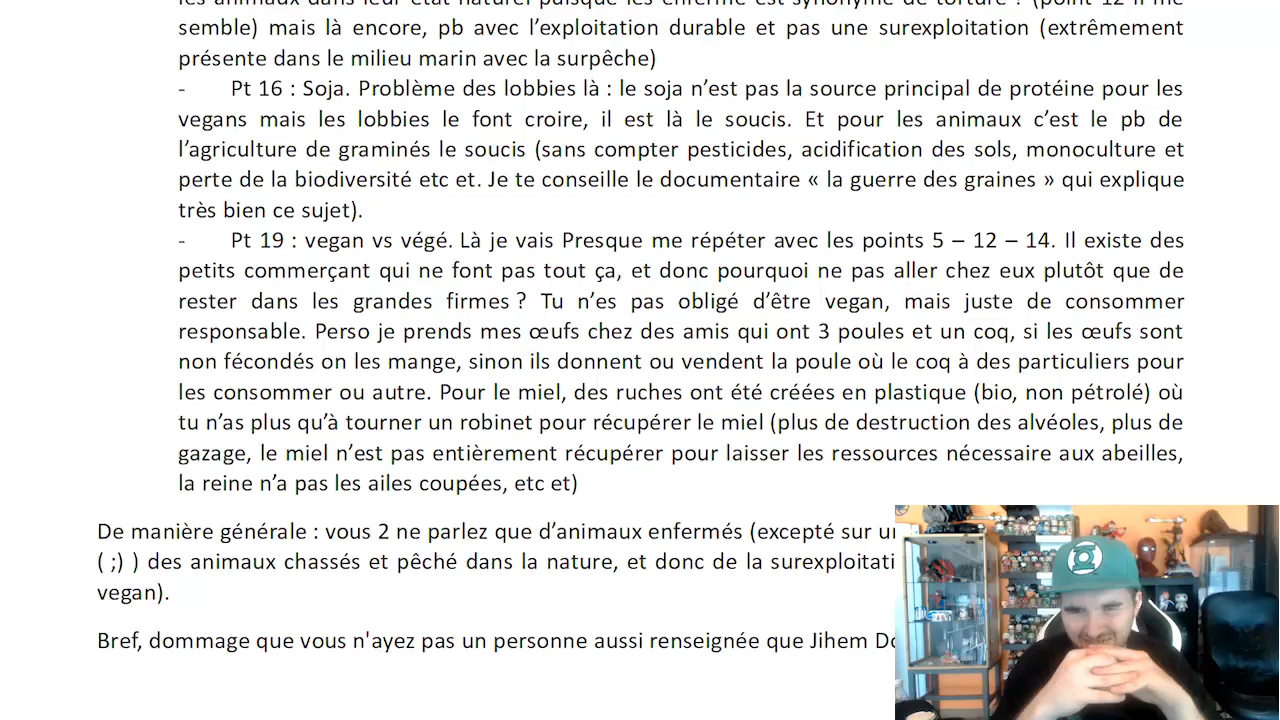 les animaux dans leur état naturel puisque les enfermé est synonyme de torture ? (point 12 il me
semble) mais là encore, pb avec l’exploitation durable et pas une surexploitation (extrêmement
présente dans le milieu marin avec la surpêche)
- Pt 16 : Soja. Problème des lobbies là : le soja n’est pas la source principal de protéine pour les
vegans mais les lobbies le font croire, il est là le soucis. Et pour les animaux c’est le pb de
l’agriculture de graminés le soucis (sans compter pesticides, acidification des sols, monoculture et
perte de la biodiversité etc et. Je te conseille le documentaire « la guerre des graines » qui explique
très bien ce sujet).
- Pt 19 : vegan vs végé. Là je vais Presque me répéter avec les points 5 – 12 – 14. Il existe des
petits commerçant qui ne font pas tout ça, et donc pourquoi ne pas aller chez eux plutôt que de
rester dans les grandes firmes ? Tu n’es pas obligé d’être vegan, mais juste de consommer
responsable. Perso je prends mes œufs chez des amis qui ont 3 poules et un coq, si les œufs sont
non fécondés on les mange, sinon ils donnent ou vendent la poule où le coq à des particuliers pour
les consommer ou autre. Pour le miel, des ruches ont été créées en plastique (bio, non pétrolé) où
tu n’as plus qu’à tourner un robinet pour récupérer le miel (plus de destruction des alvéoles, plus de
gazage, le miel n’est pas entièrement récupérer pour laisser les ressources nécessaire aux abeilles,
la reine n’a pas les ailes coupées, etc et)
De manière générale : vous 2 ne parlez que d’animaux enfermés (excepté sur
( ;) ) des animaux chassés et pêché dans la nature, et donc de la
vegan).
Bref, dommage que vous n'ayez pas un personne aussi renseignée que Jihem